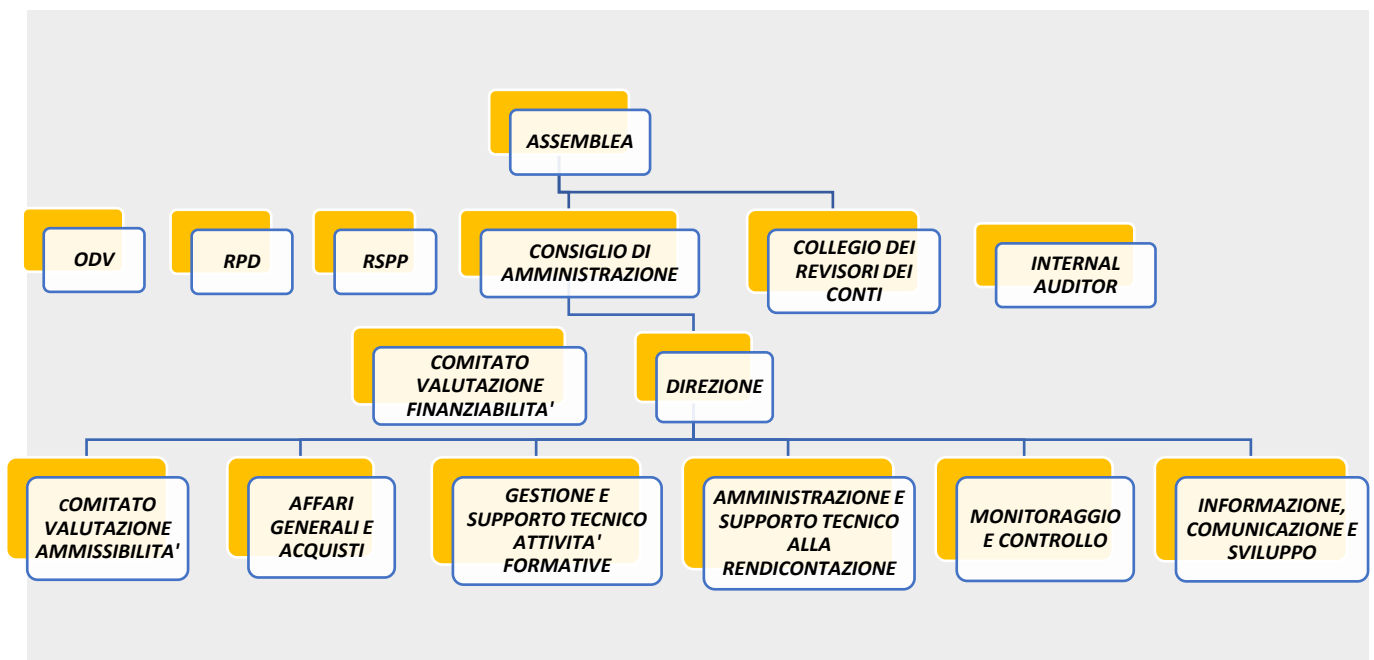 ASSEMBLEA
ODV
RPD
RSPP
CONSIGLIO DI
AMMINISTRAZIONE
COLLEGIO DEI
REVISORI DEI
CONTI
INTERNAL
AUDITOR
COMITATO
VALUTAZIONE
FINANZIABILITA'
DIREZIONE
cOMITATO
VALUTAZIONE
AMMISSIBILITA'
AFFARI
GENERALI E
ACQUISTI
GESTIONE E
SUPPORTO TECNICO
ATTIVITA'
FORMATIVE
AMMINISTRAZIONE E
SUPPORTO TECNICO
ALLA
RENDICONTAZIONE
MONITORAGGIO
E CONTROLLO
INFORMAZIONE,
COMUNICAZIONE E
SVILUPPO